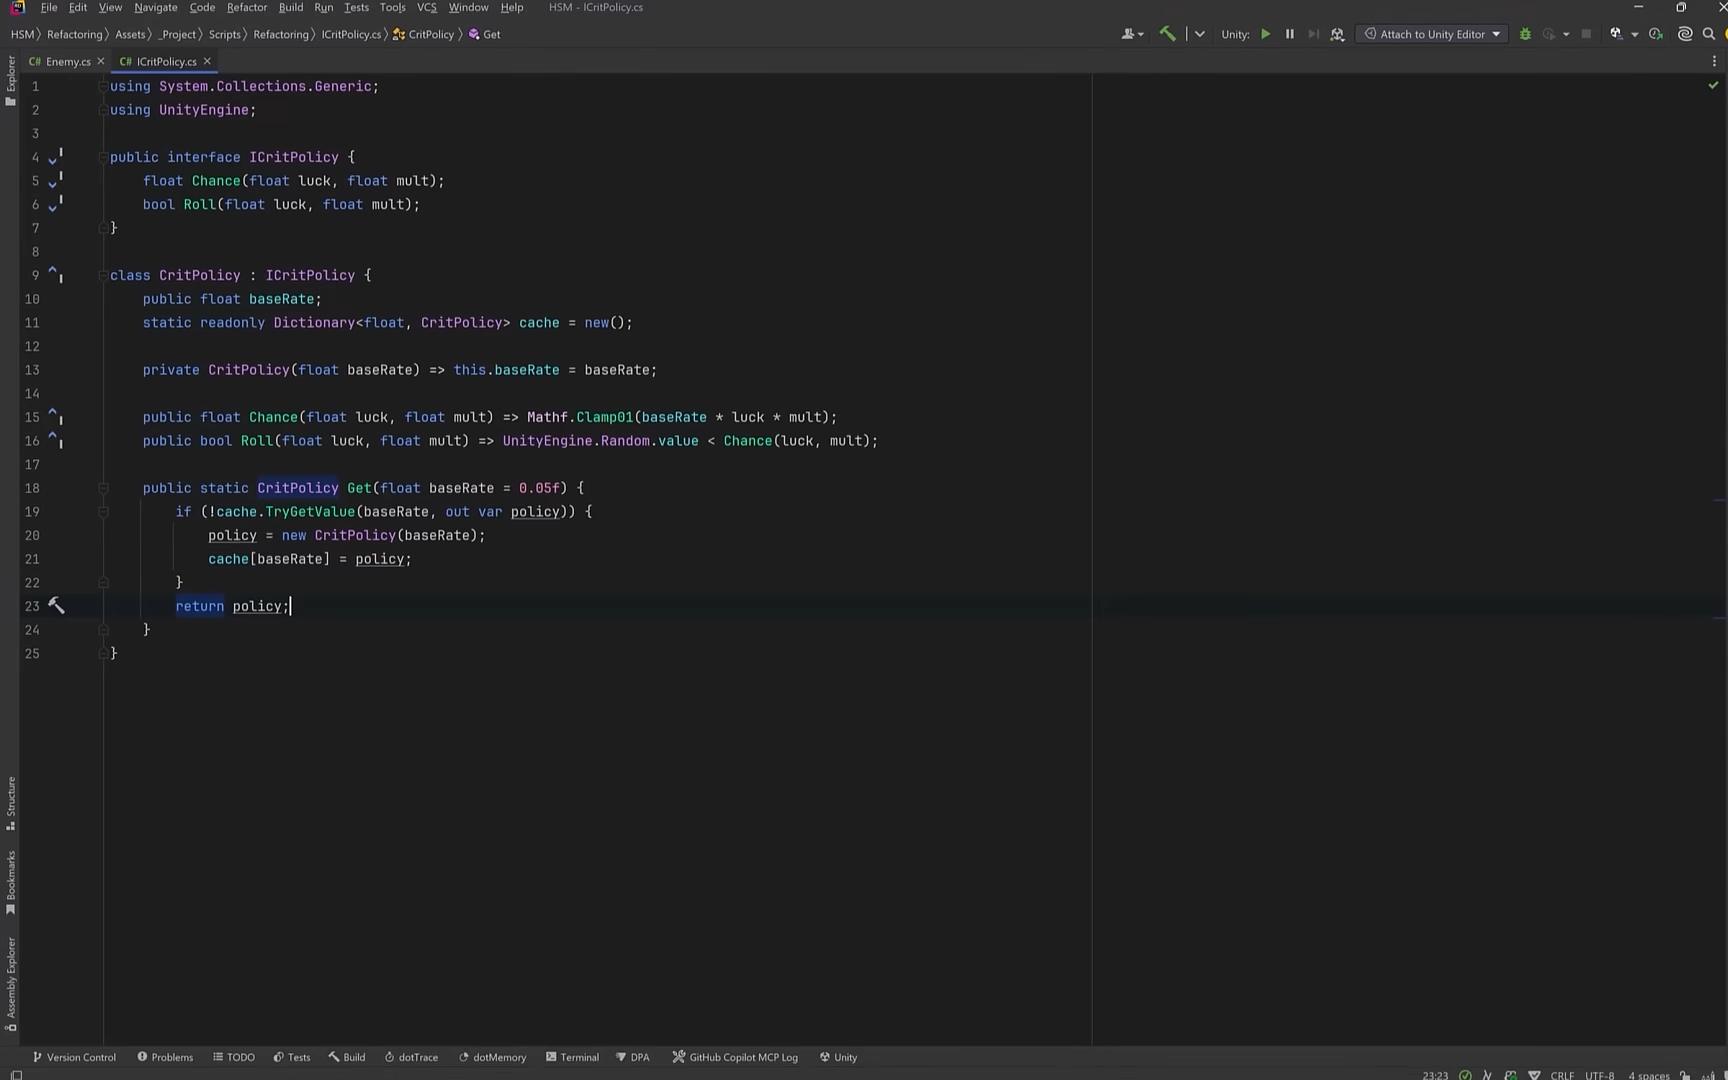 File Edit View Navigate Code Refactor Build Run Tests Tools VCS Window Help HSM - ICritPolicy.cs
HSM Refactoring Assets _Project Scripts Refactoring ICritPolicy.cs CritPolicy Get Unity: Attach to Unity Editor
Explorer
C# Enemy.cs C# ICritPolicy.cs
1 using System.Collections.Generic;
2 using UnityEngine;
3
4 public interface ICritPolicy {
5 float Chance(float luck, float mult);
6 bool Roll(float luck, float mult);
7 }
8
9 class CritPolicy : ICritPolicy {
10 public float baseRate;
11 static readonly Dictionary<float, CritPolicy> cache = new();
12
13 private CritPolicy(float baseRate) => this.baseRate = baseRate;
14
15 public float Chance(float luck, float mult) => Mathf.Clamp01(baseRate * luck * mult);
16 public bool Roll(float luck, float mult) => UnityEngine.Random.value < Chance(luck, mult);
17
18 public static CritPolicy Get(float baseRate = 0.05f) {
19 if (!cache.TryGetValue(baseRate, out var policy)) {
20 policy = new CritPolicy(baseRate);
21 cache[baseRate] = policy;
22 }
23 return policy;
24 }
25 }
Structure
Bookmarks
Assembly Explorer
Version Control Problems TODO Tests Build dotTrace dotMemory Terminal DPA GitHub Copilot MCP Log Unity
23:23 CRLF UTF-8 4 spaces